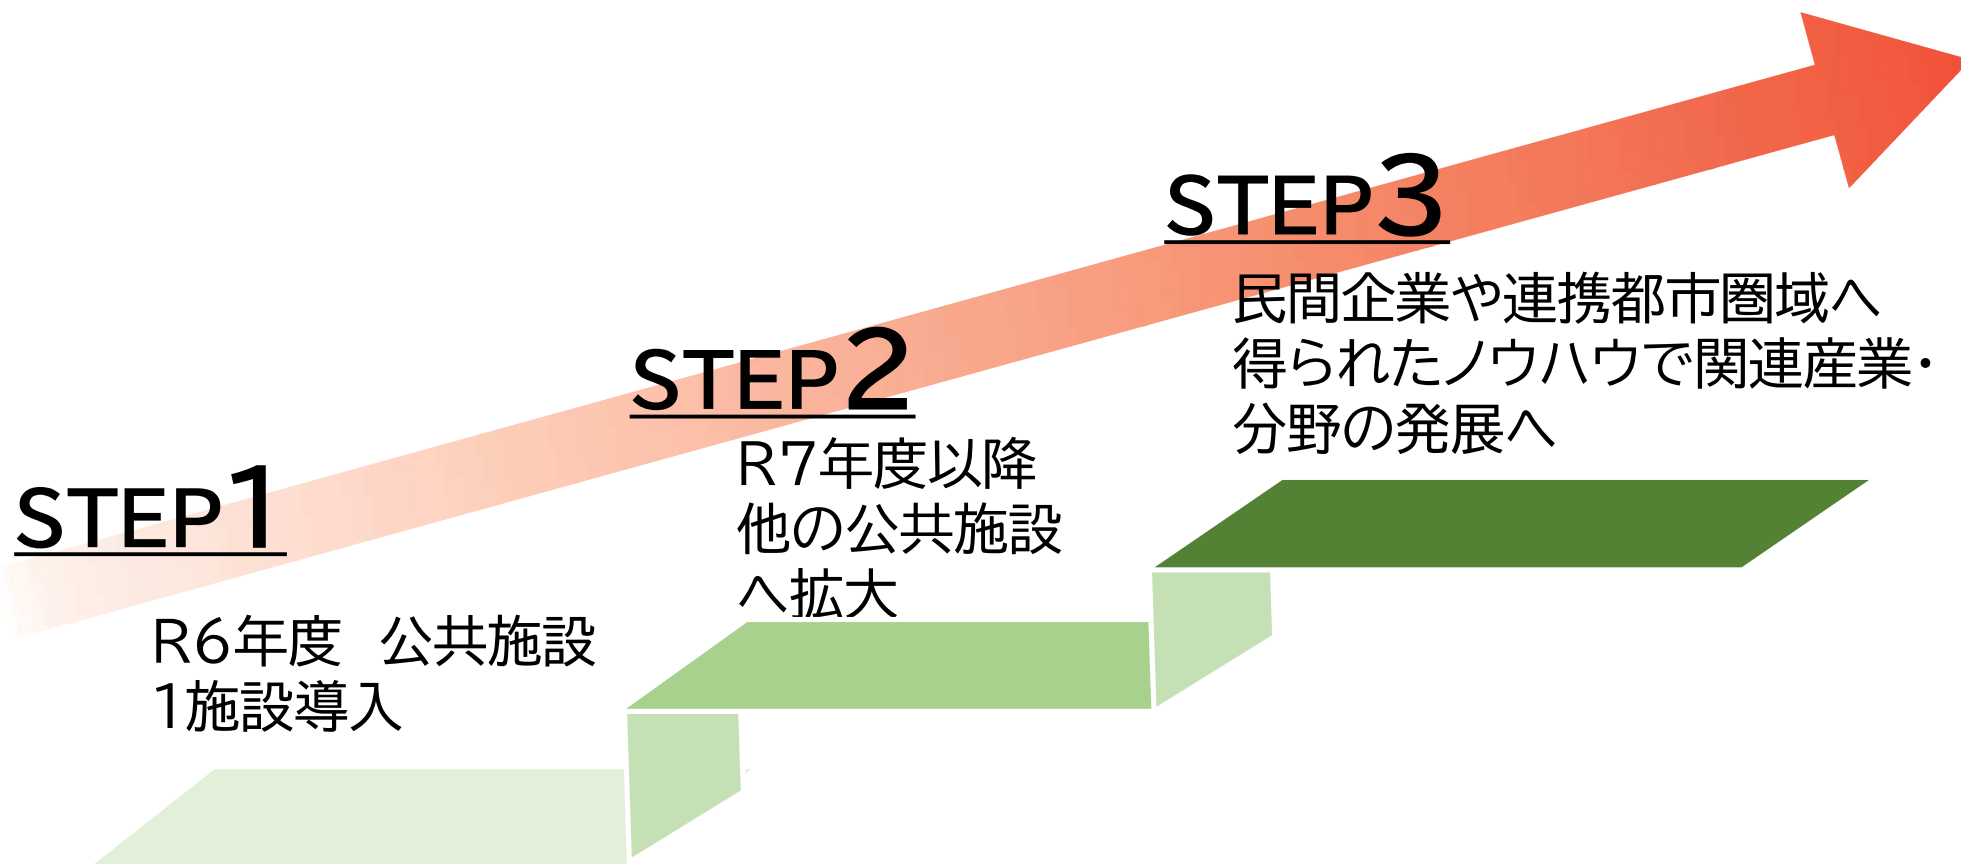 STEP1
R6年度　公共施設
1施設導入
STEP2
R7年度以降
他の公共施設
へ拡大
STEP3
民間企業や連携都市圏域へ
得られたノウハウで関連産業・
分野の発展へ